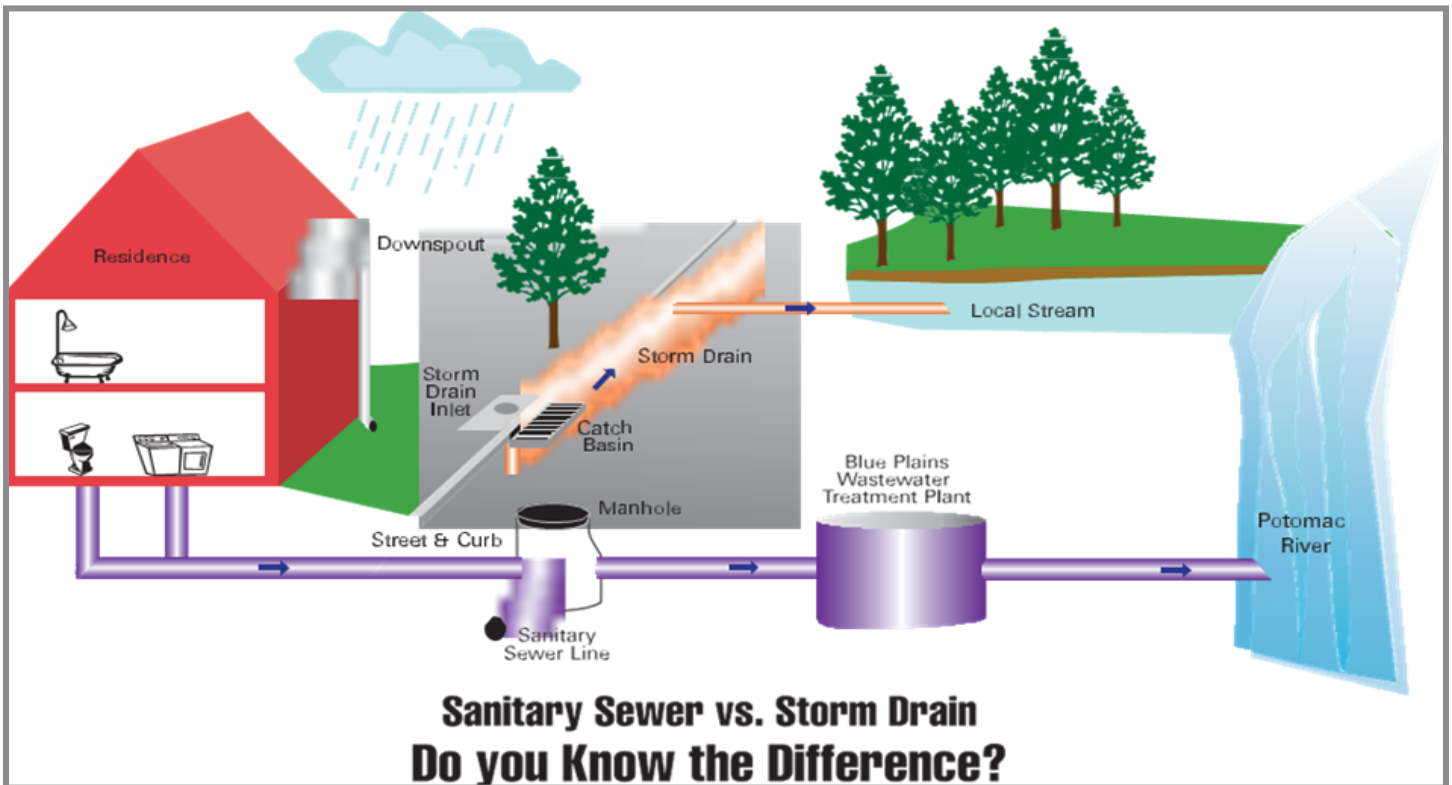 Residence
Downspout
Storm
Drain
Inlet
Storm Drain
Catch
Basin
Local Stream
Manhole
Street & Curb
Sanitary
Sewer Line
Blue Plains
Wastewater
Treatment Plant
Potomac
River
Sanitary Sewer vs. Storm Drain
Do you Know the Difference?